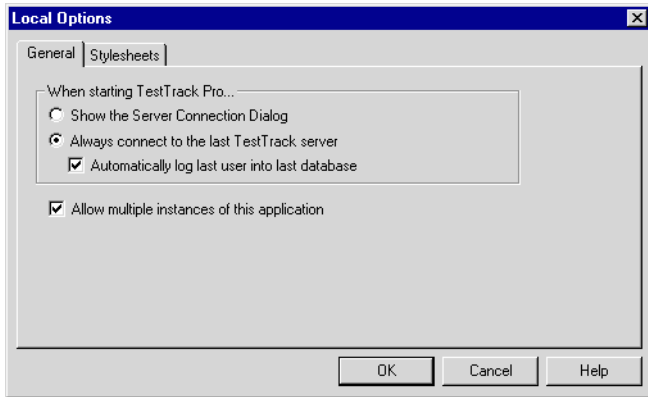 Local Options
General Stylesheets
When starting TestTrack Pro...
Show the Server Connection Dialog
Always connect to the last TestTrack server
Automatically log last user into last database
Allow multiple instances of this application
OK Cancel Help